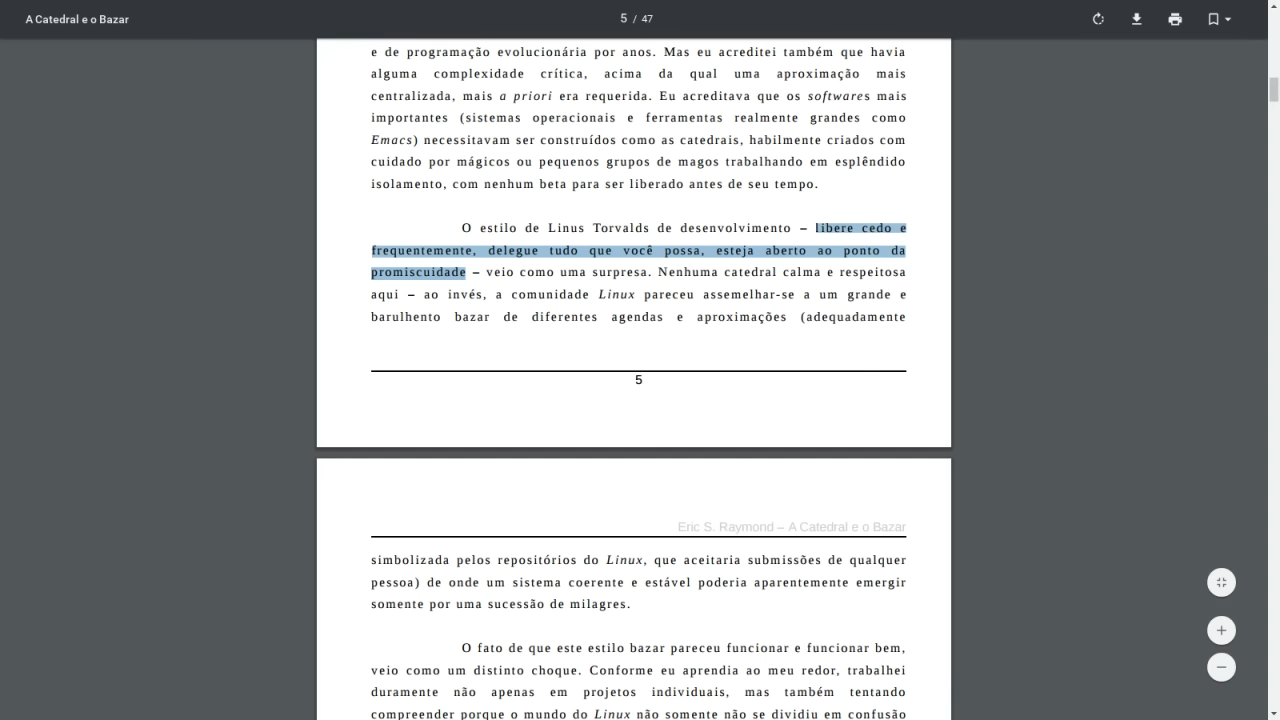 A Catedral e o Bazar
5 / 47
e de programação evolucionária por anos. Mas eu acreditei também que havia
alguma complexidade crítica, acima da qual uma aproximação mais
centralizada, mais a priori era requerida. Eu acreditava que os softwares mais
importantes (sistemas operacionais e ferramentas realmente grandes como
Emacs) necessitavam ser construídos como as catedrais, habilmente criados com
cuidado por mágicos ou pequenos grupos de magos trabalhando em esplêndido
isolamento, com nenhum beta para ser liberado antes de seu tempo.
O estilo de Linus Torvalds de desenvolvimento – libere cedo e
frequentemente, delegue tudo que você possa, esteja aberto ao ponto da
promiscuidade – veio como uma surpresa. Nenhuma catedral calma e respeitosa
aqui – ao invés, a comunidade Linux pareceu assemelhar-se a um grande e
barulhento bazar de diferentes agendas e aproximações (adequadamente
5
Eric S. Raymond – A Catedral e o Bazar
simbolizada pelos repositórios do Linux, que aceitaria submissões de qualquer
pessoa) de onde um sistema coerente e estável poderia aparentemente emergir
somente por uma sucessão de milagres.
O fato de que este estilo bazar pareceu funcionar e funcionar bem,
veio como um distinto choque. Conforme eu aprendia ao meu redor, trabalhei
duramente não apenas em projetos individuais, mas também tentando
compreender porque o mundo do Linux não somente não se dividiu em confusão